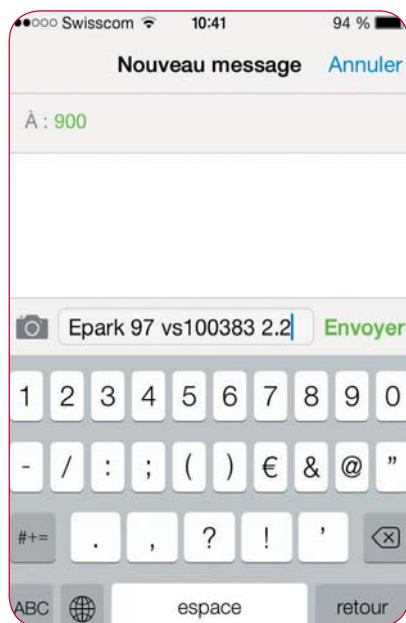 ●●○○○ Swisscom 10:41 94 %
Nouveau message Annuler
À : 900
Epark 97 vs100383 2.2 Envoyer
1 2 3 4 5 6 7 8 9 0
- / : ; ( ) € & @ "
#+= . , ? ! '
ABC espace retour